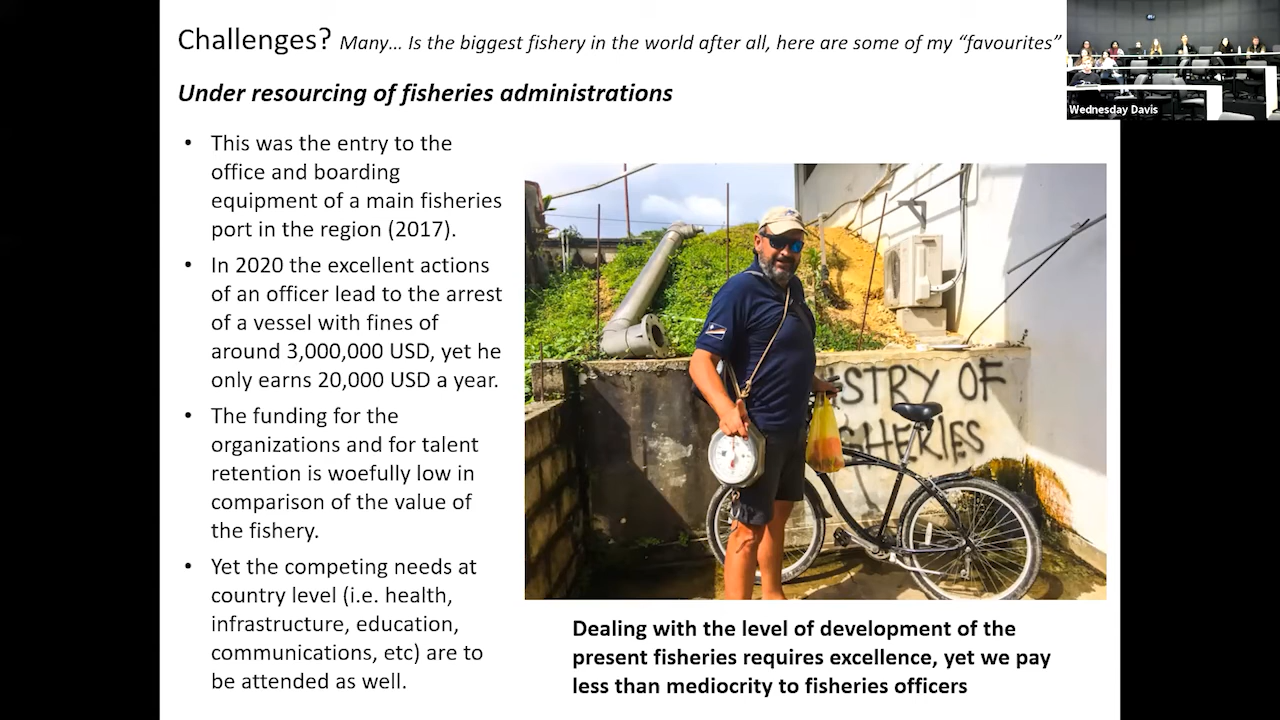 Challenges? Many... Is the biggest fishery in the world after all, here are some of my “favourites”
Wednesday Davis
Under resourcing of fisheries administrations
• This was the entry to the
office and boarding
equipment of a main fisheries
port in the region (2017).
• In 2020 the excellent actions
of an officer lead to the arrest
of a vessel with fines of
around 3,000,000 USD, yet he
only earns 20,000 USD a year.
• The funding for the
organizations and for talent
retention is woefully low in
comparison of the value of
the fishery.
• Yet the competing needs at
country level (i.e. health,
infrastructure, education,
communications, etc) are to
be attended as well.
ISTRY OF
SHERIES
Dealing with the level of development of the
present fisheries requires excellence, yet we pay
less than mediocrity to fisheries officers